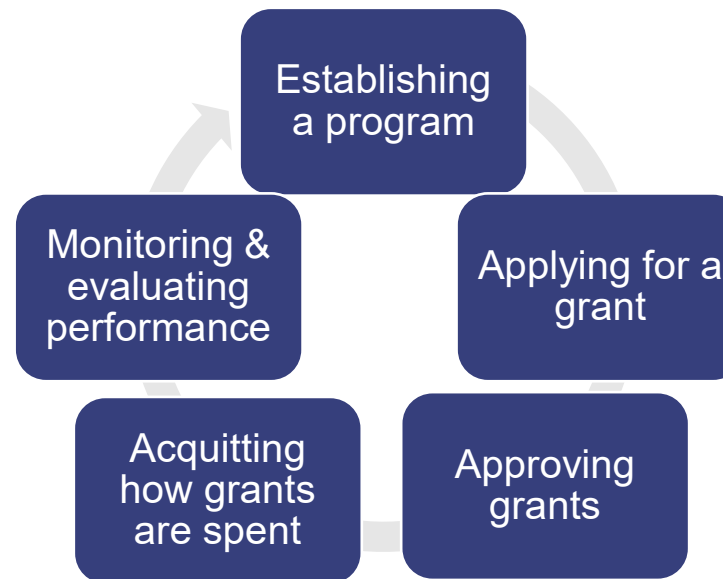 Establishing
a program
Applying for a
grant
Approving
grants
Acquitting
how grants
are spent
Monitoring &
evaluating
performance